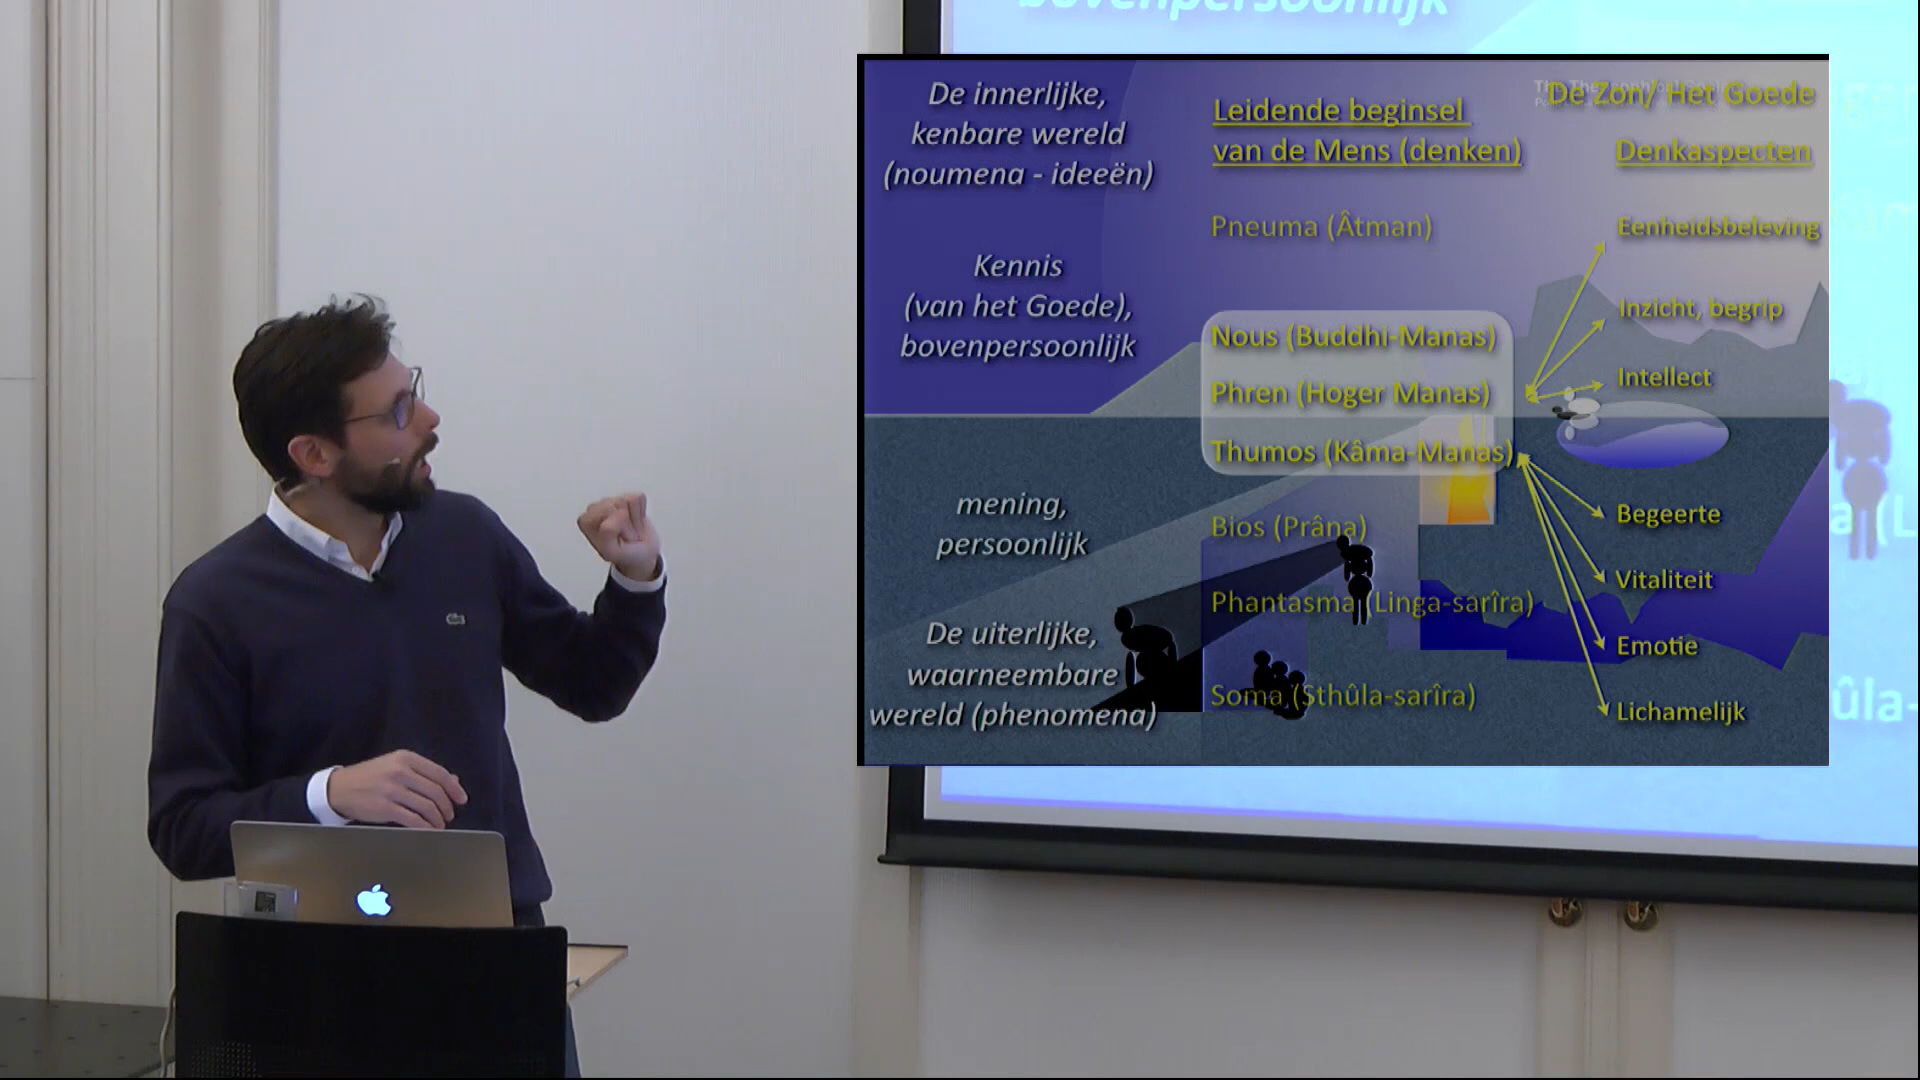 bovenpersoonlijk
De innerlijke,
kenbare wereld
(noumena - ideeën)
Kennis
(van het Goede),
bovenpersoonlijk
mening,
persoonlijk
De uiterlijke,
waarneembare
wereld (phenomena)
Leidende beginsel
van de Mens (denken)
Pneuma (Âtman)
Nous (Buddhi-Manas)
Phren (Hoger Manas)
Thumos (Kâma-Manas)
Bios (Prâna)
Phantasma (Linga-sarîra)
Soma (Sthûla-sarîra)
De Zon/ Het Goede
Denkaspecten
Eenheidsbeleving
Inzicht, begrip
Intellect
Begeerte
Vitaliteit
Emotie
Lichamelijk
a (L
ûla-